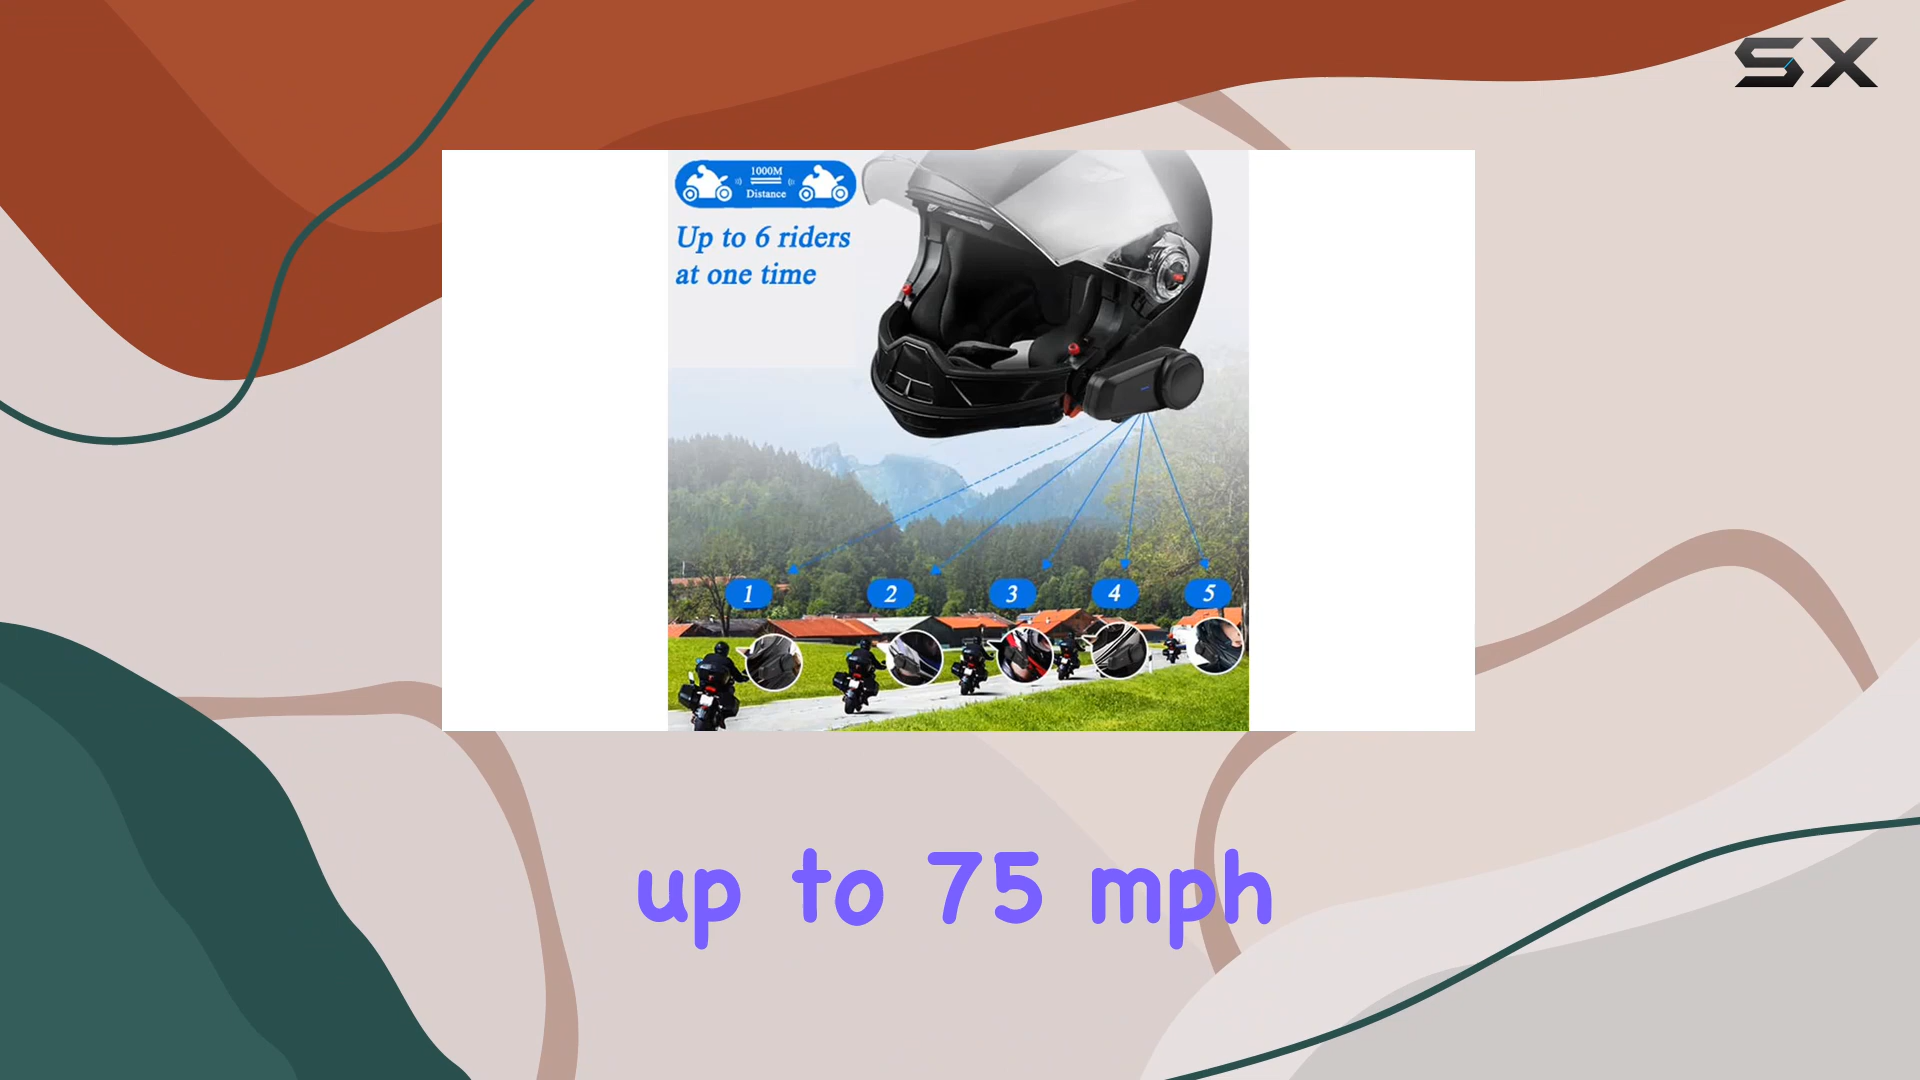 SX
1000M
Distance
Up to 6 riders
at one time
1 2 3 4 5
up to 75 mph